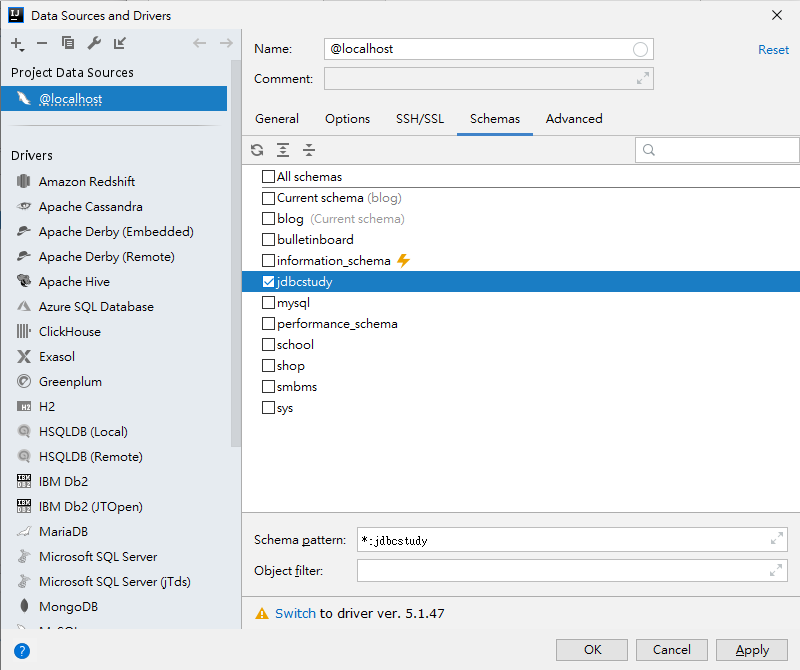 Data Sources and Drivers
Project Data Sources
@localhost
Drivers
Amazon Redshift
Apache Cassandra
Apache Derby (Embedded)
Apache Derby (Remote)
Apache Hive
Azure SQL Database
ClickHouse
Exasol
Greenplum
H2
HSQLDB (Local)
HSQLDB (Remote)
IBM Db2
IBM Db2 (JTOpen)
MariaDB
Microsoft SQL Server
Microsoft SQL Server (jTds)
MongoDB
Name: @localhost
Reset
Comment:
General Options SSH/SSL Schemas Advanced
All schemas
Current schema (blog)
blog (Current schema)
bulletinboard
information_schema
jdbcstudy
mysql
performance_schema
school
shop
smbms
sys
Schema pattern: *:jdbcstudy
Object filter:
Switch to driver ver. 5.1.47
OK Cancel Apply